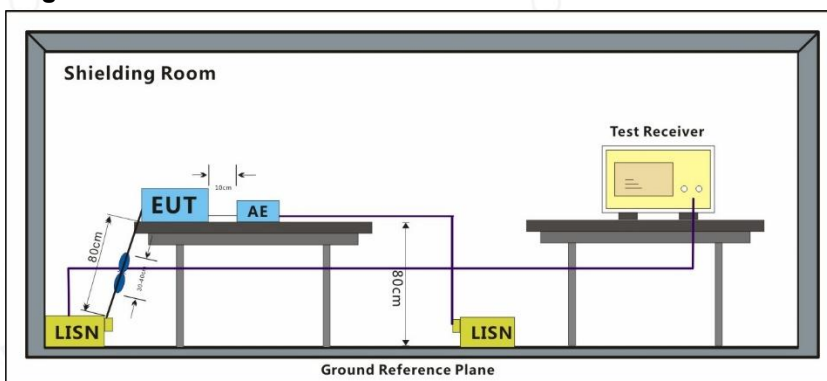 Shielding Room
Test Receiver
10cm
EUT
AE
80cm
80cm
LISN
LISN
Ground Reference Plane